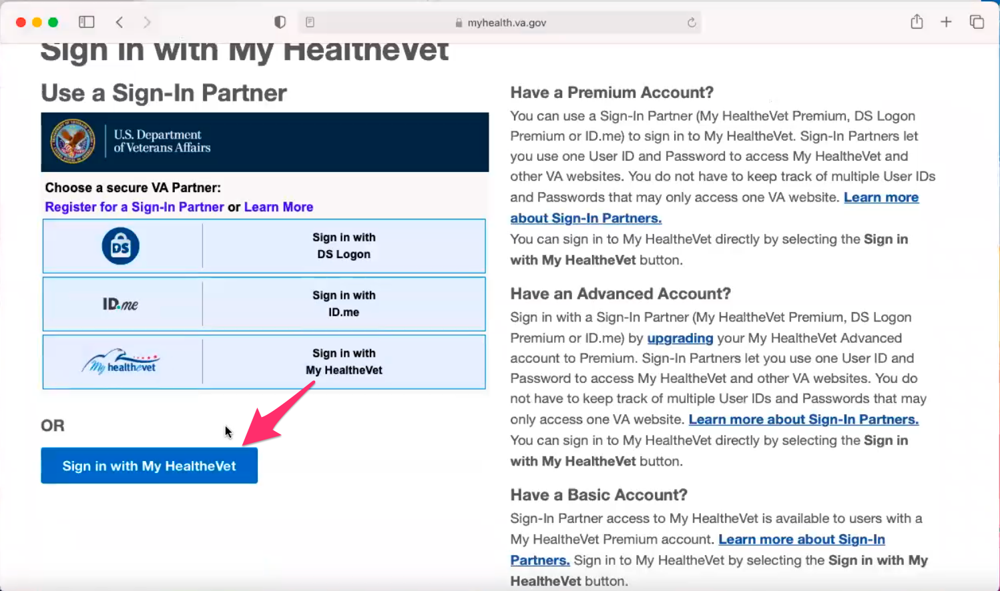 myhealth.va.gov
Sign in with My HealtheVet
Use a Sign-In Partner
U.S. Department
of Veterans Affairs
Choose a secure VA Partner:
Register for a Sign-In Partner or Learn More
DS
Sign in with
DS Logon
ID.me
Sign in with
ID.me
My healthevet
Sign in with
My HealtheVet
OR
Sign in with My HealtheVet
Have a Premium Account?
You can use a Sign-In Partner (My HealtheVet Premium, DS Logon
Premium or ID.me) to sign in to My HealtheVet. Sign-In Partners let
you use one User ID and Password to access My HealtheVet and
other VA websites. You do not have to keep track of multiple User IDs
and Passwords that may only access one VA website. Learn more
about Sign-In Partners.
You can sign in to My HealtheVet directly by selecting the Sign in
with My HealtheVet button.
Have an Advanced Account?
Sign in with a Sign-In Partner (My HealtheVet Premium, DS Logon
Premium or ID.me) by upgrading your My HealtheVet Advanced
account to Premium. Sign-In Partners let you use one User ID and
Password to access My HealtheVet and other VA websites. You do
not have to keep track of multiple User IDs and Passwords that may
only access one VA website. Learn more about Sign-In Partners.
You can sign in to My HealtheVet directly by selecting the Sign in
with My HealtheVet button.
Have a Basic Account?
Sign-In Partner access to My HealtheVet is available to users with a
My HealtheVet Premium account. Learn more about Sign-In
Partners. Sign in to My HealtheVet by selecting the Sign in with My
HealtheVet button.